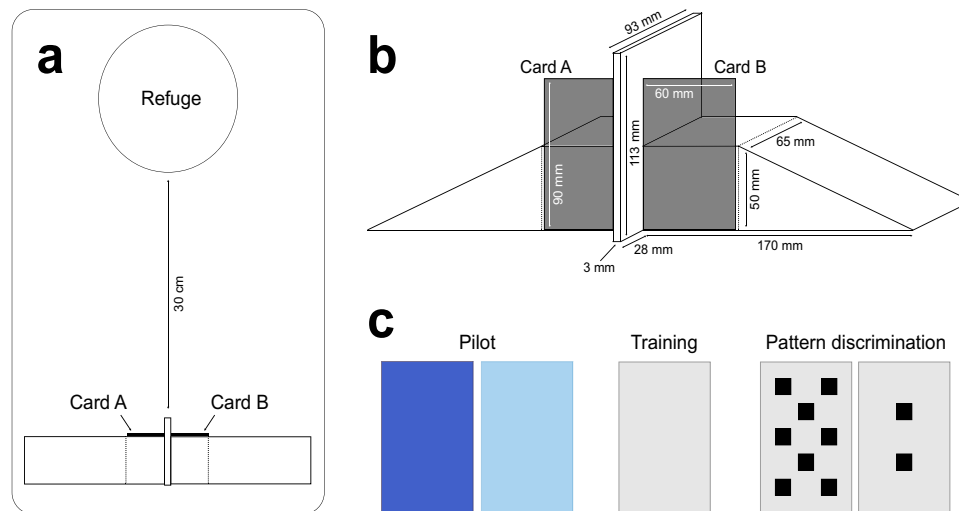 a
Refuge
30 cm
Card A
Card B
b
93 mm
Card A
Card B
60 mm
113 mm
90 mm
65 mm
50 mm
28 mm
170 mm
3 mm
c
Pilot
Training
Pattern discrimination